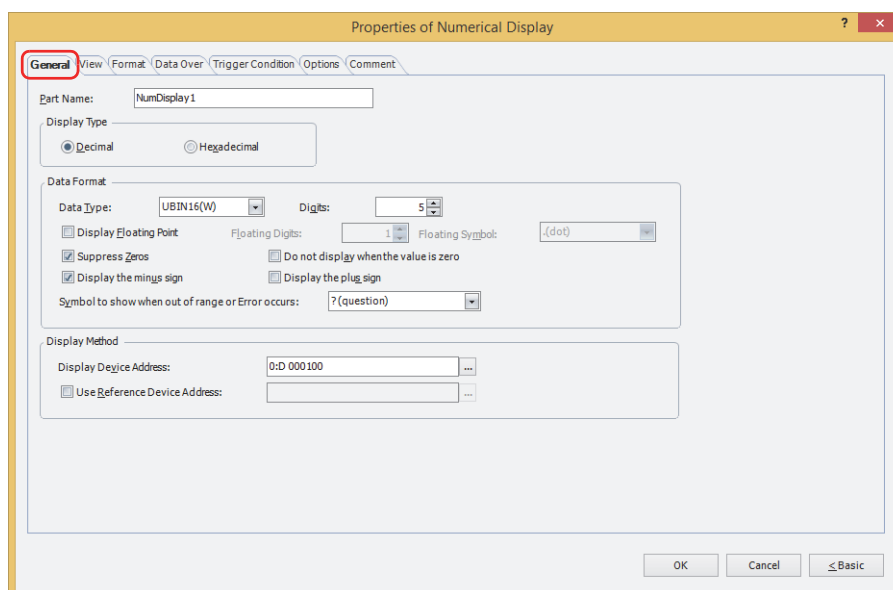 Properties of Numerical Display ? ×
General View Format Data Over Trigger Condition Options Comment
Part Name: NumDisplay1
Display Type
Decimal Hexadecimal
Data Format
Data Type: UBIN16(W) Digits: 5
Display Floating Point Floating Digits: 1 Floating Symbol: .(dot)
Suppress Zeros Do not display when the value is zero
Display the minus sign Display the plus sign
Symbol to show when out of range or Error occurs: ?(question)
Display Method
Display Device Address: 0:D 000100 ...
Use Reference Device Address: ...
OK Cancel < Basic